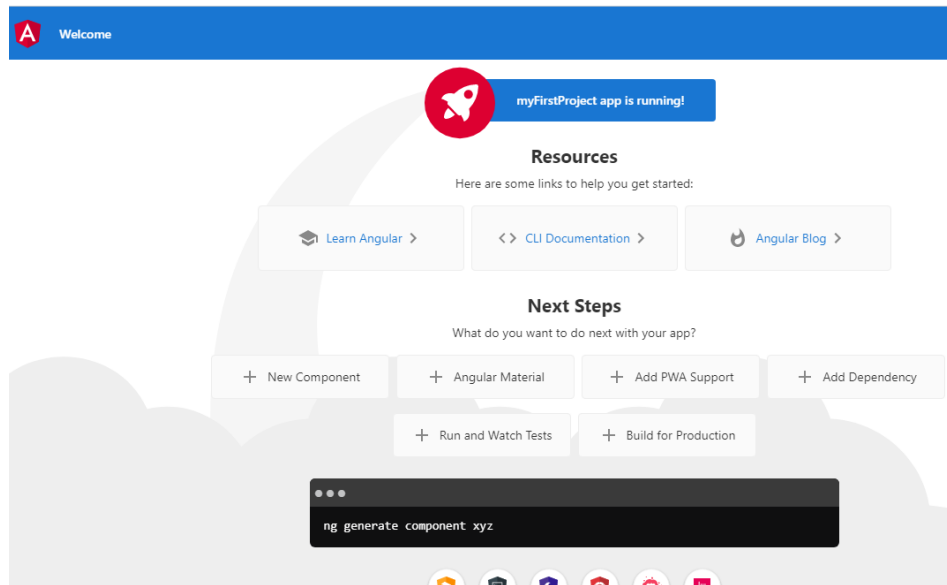 Welcome
myFirstProject app is running!
Resources
Here are some links to help you get started:
Learn Angular
CLI Documentation
Angular Blog
Next Steps
What do you want to do next with your app?
New Component
Angular Material
Add PWA Support
Add Dependency
Run and Watch Tests
Build for Production
ng generate component xyz